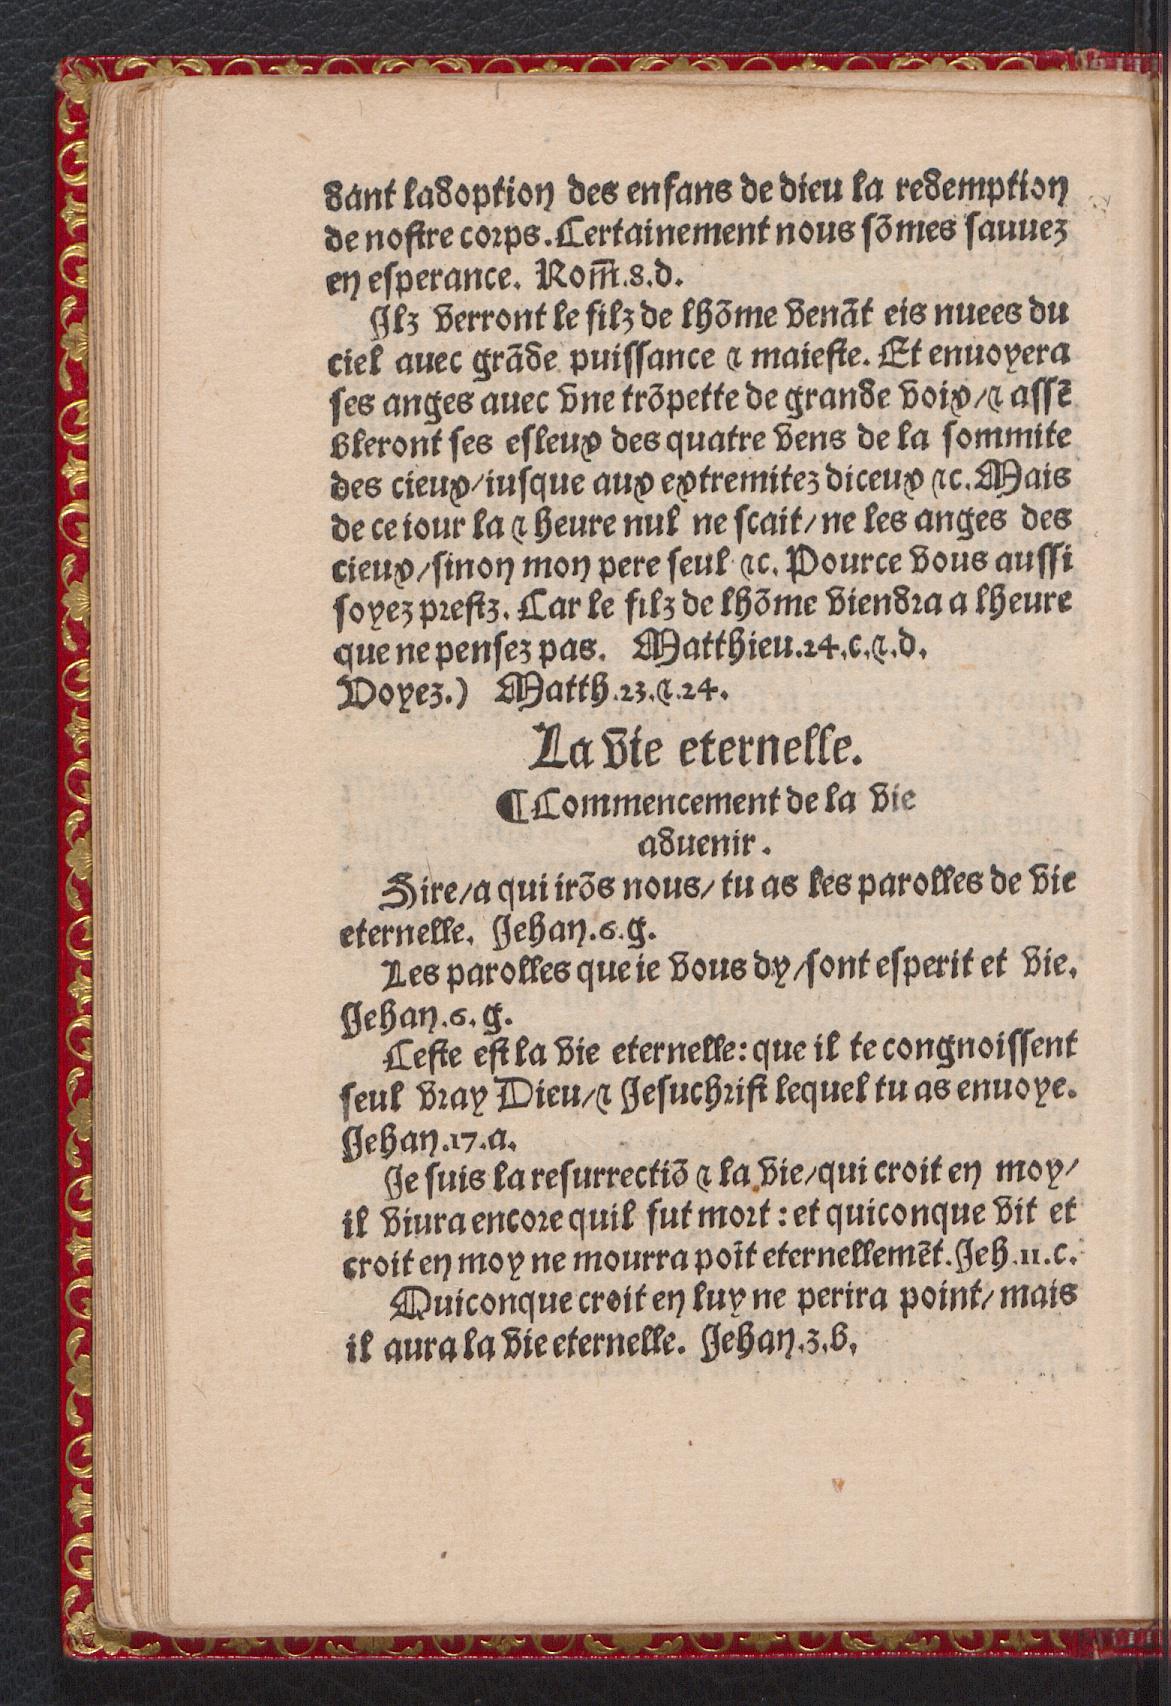 dant ladoption des enfans de dieu la redemption
de nostre corps. Certainement nous sõmes sauuez
en esperance. Rom̃.8.d.
Ilz verront le filz de lhõme venãt eis nuees du
ciel auec grãde puissance ⁊ maieste. Et enuoyera
ses anges auec vne trõpette de grande voix/⁊ assẽ
bleront ses esleux des quatre vens de la sommite
des cieux/iusque aux extremitez diceux ⁊c. Mais
de ce iour la ⁊ heure nul ne scait/ne les anges des
cieux/sinon mon pere seul ⁊c. Pource vous aussi
soyez prestz. Car le filz de lhõme viendra a lheure
que ne pensez pas. Matthieu.24.c.⁊.d.
Voyez.) Matth.23.⁊.24.
La vie eternelle.
¶Commencement de la vie
aduenir.
Sire/a qui irõs nous/tu as les parolles de vie
eternelle. Jehan.6.g.
Les parolles que ie vous dy/sont esperit et vie.
Jehan.6.g.
Ceste est la vie eternelle: que il te congnoissent
seul vray Dieu/⁊ Jesuchrist lequel tu as enuoye.
Jehan.17.a.
Je suis la resurrectiõ ⁊ la vie/qui croit en moy/
il viura encore quil fut mort: et quiconque vit et
croit en moy ne mourra poĩt eternellemẽt. Jeh.11.c.
Quiconque croit en luy ne perira point/mais
il aura la vie eternelle. Jehan.3.b.